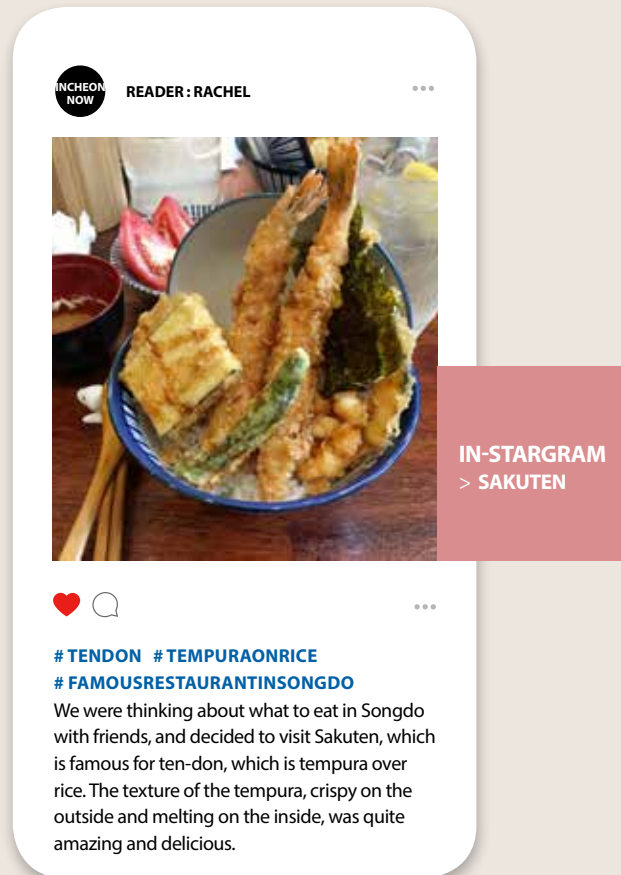 INCHEON
NOW
READER : RACHEL
IN-STARGRAM
> SAKUTEN
# TENDON # TEMPURAONRICE
# FAMOUSRESTAURANTINSONGDO
We were thinking about what to eat in Songdo
with friends, and decided to visit Sakuten, which
is famous for ten-don, which is tempura over
rice. The texture of the tempura, crispy on the
outside and melting on the inside, was quite
amazing and delicious.